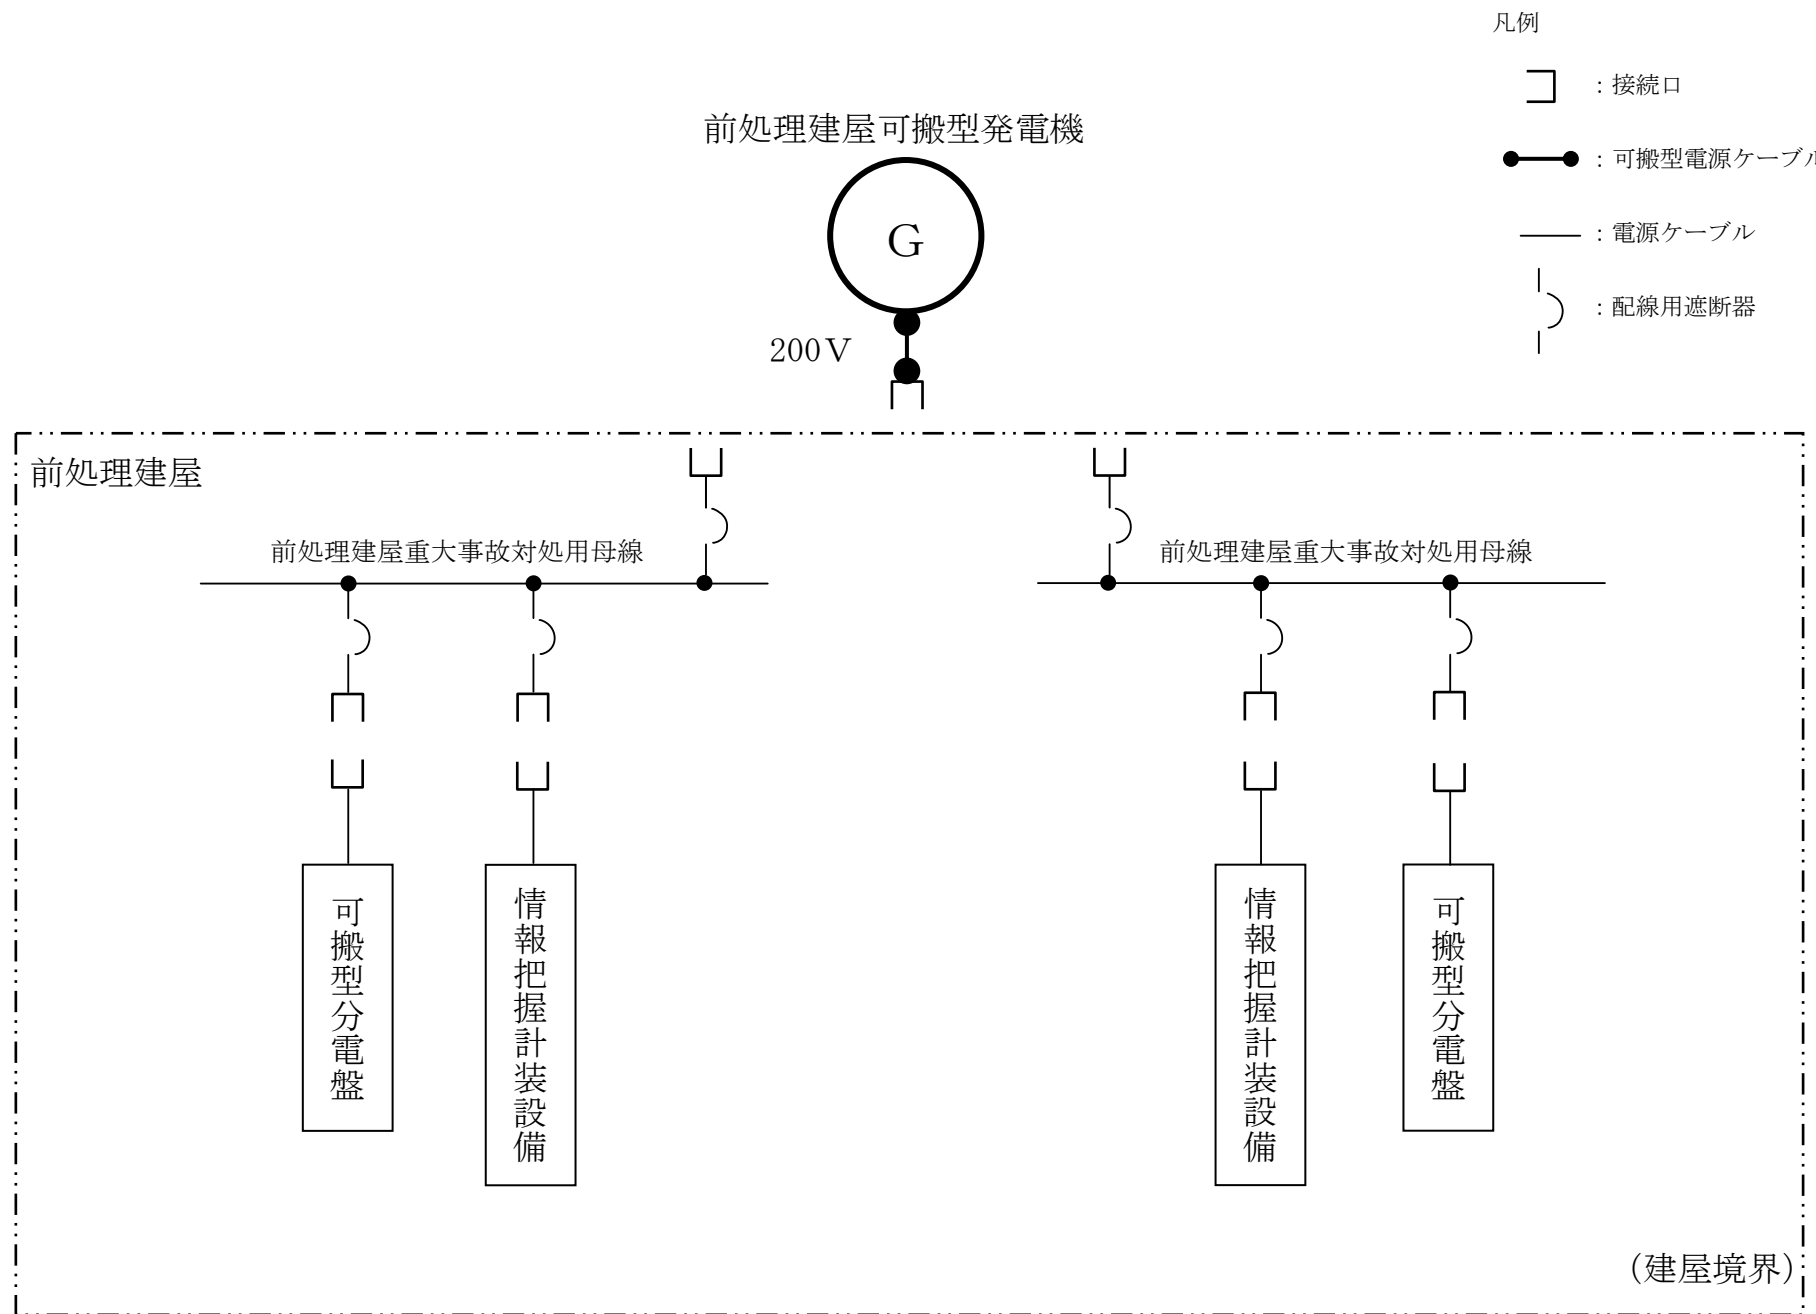 凡例
：接続口
：可搬型電源ケーブル
：電源ケーブル
：配線用遮断器
前処理建屋可搬型発電機
G
200V
前処理建屋
前処理建屋重大事故対処用母線
前処理建屋重大事故対処用母線
可搬型分電盤
情報把握計装設備
情報把握計装設備
可搬型分電盤
（建屋境界）